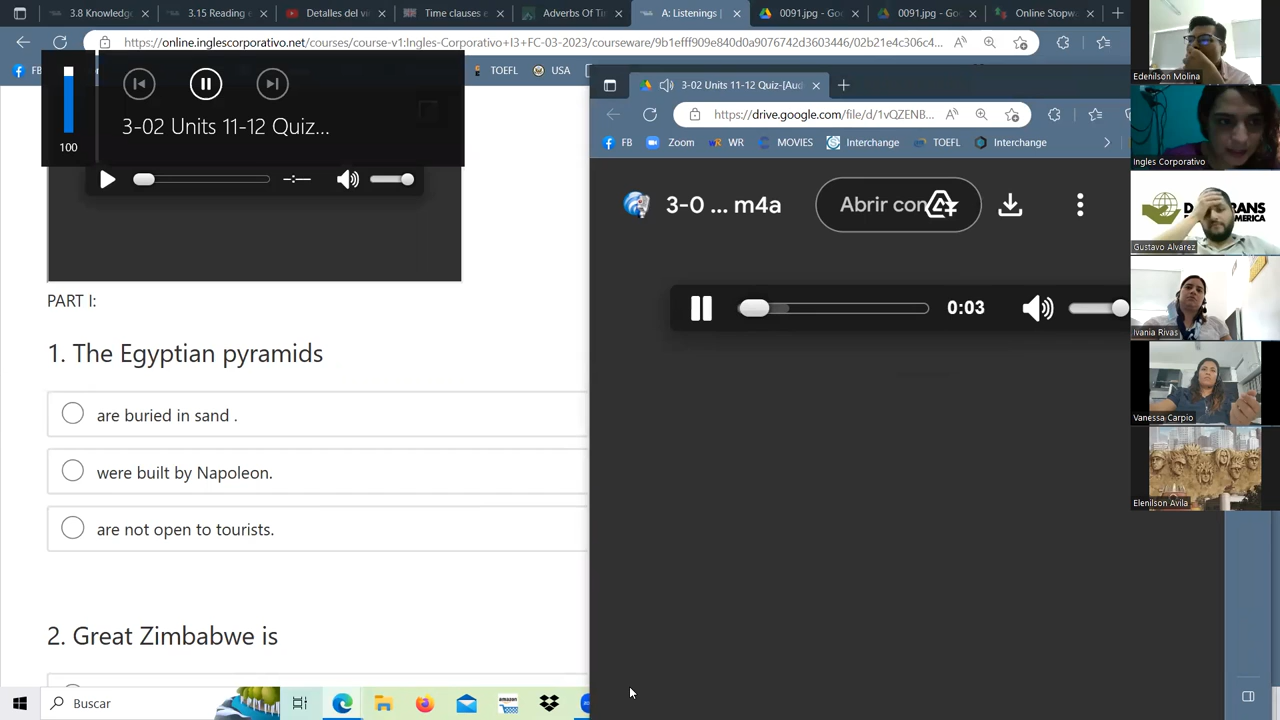 3.8 Knowledg
3.15 Reading e
Detalles del vi
Time clauses e
Adverbs Of Tim
A: Listenings |
0091.jpg - Goo
0091.jpg - Goo
Online Stopw
https://online.inglescorporativo.net/courses/course-v1:Ingles-Corporativo+I3+FC-03-2023/courseware/9b1efff909e840d0a9076742d3603446/02b21e4c306c4...
FB
TOEFL
USA
100
3-02 Units 11-12 Quiz...
-:--
3-02 Units 11-12 Quiz-[Aud
https://drive.google.com/file/d/1vQZENB...
FB
Zoom
WR
MOVIES
Interchange
TOEFL
Interchange
3-0 ... m4a
Abrir con
0:03
PART I:
1. The Egyptian pyramids
are buried in sand .
were built by Napoleon.
are not open to tourists.
2. Great Zimbabwe is
Buscar
amazon
Edenilson Molina
Ingles Corporativo
Gustavo Alvarez
Ivania Rivas
Vanessa Carpio
Elenilson Avila